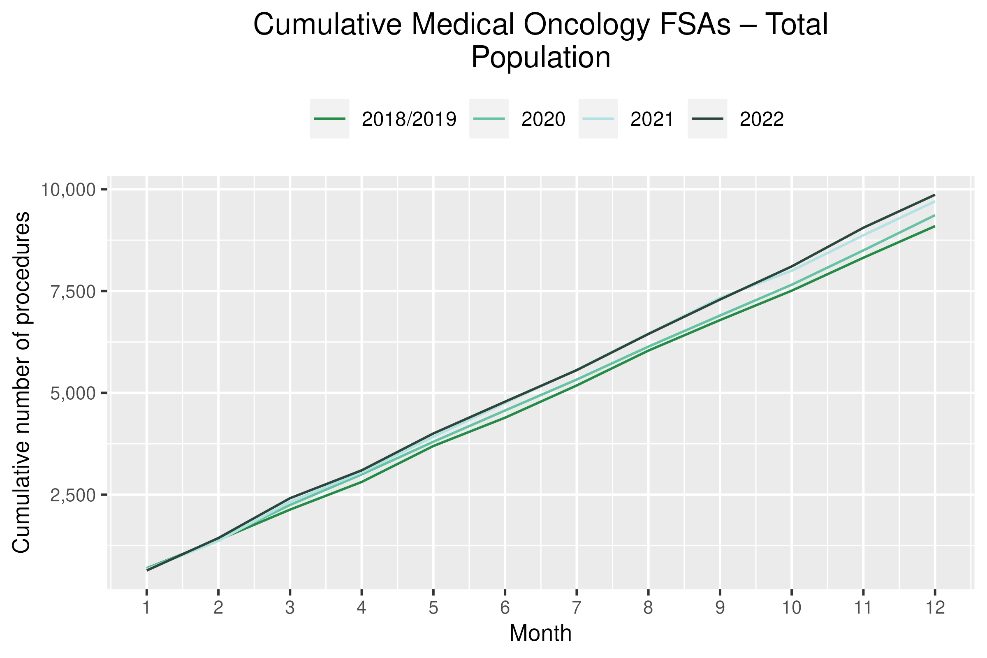 Cumulative Medical Oncology FSAs – Total
Population
2018/2019 2020 2021 2022
Cumulative number of procedures
10,000
7,500
5,000
2,500
1 2 3 4 5 6 7 8 9 10 11 12
Month